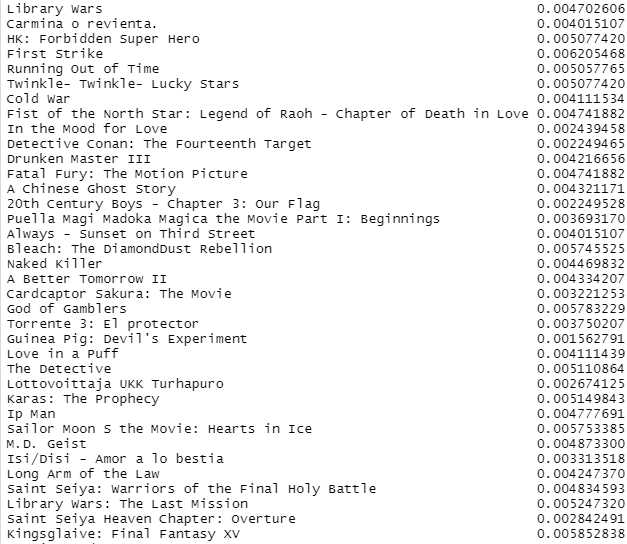 Library Wars 0.004702606
Carmina o revienta. 0.004015107
HK: Forbidden Super Hero 0.005077420
First Strike 0.006205468
Running Out of Time 0.005057765
Twinkle- Twinkle- Lucky Stars 0.005077420
Cold War 0.004111534
Fist of the North Star: Legend of Raoh - Chapter of Death in Love 0.004741882
In the Mood for Love 0.002439458
Detective Conan: The Fourteenth Target 0.002249465
Drunken Master III 0.004216656
Fatal Fury: The Motion Picture 0.004741882
A Chinese Ghost Story 0.004321171
20th Century Boys - Chapter 3: Our Flag 0.002249528
Puella Magi Madoka Magica the Movie Part I: Beginnings 0.003693170
Always - Sunset on Third Street 0.004015107
Bleach: The DiamondDust Rebellion 0.005745525
Naked Killer 0.004469832
A Better Tomorrow II 0.004334207
Cardcaptor Sakura: The Movie 0.003221253
God of Gamblers 0.005783229
Torrente 3: El protector 0.003750207
Guinea Pig: Devil's Experiment 0.001562791
Love in a Puff 0.004111439
The Detective 0.005110864
Lottovoittaja UKK Turhapuro 0.002674125
Karas: The Prophecy 0.005149843
Ip Man 0.004777691
Sailor Moon S the Movie: Hearts in Ice 0.005753385
M.D. Geist 0.004873300
Isi/Disi - Amor a lo bestia 0.003313518
Long Arm of the Law 0.004247370
Saint Seiya: Warriors of the Final Holy Battle 0.004834593
Library Wars: The Last Mission 0.005247320
Saint Seiya Heaven Chapter: Overture 0.002842491
Kingsglaive: Final Fantasy XV 0.005852838